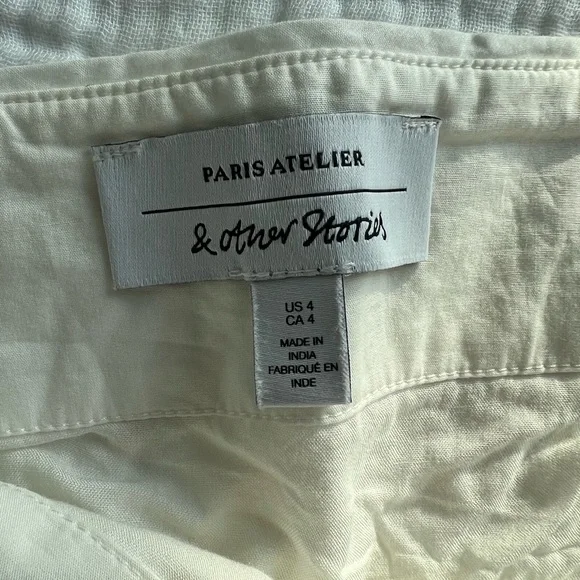 PARIS ATELIER
& other Stories
US 4
CA 4
MADE IN
INDIA
FABRIQUÉ EN
INDE